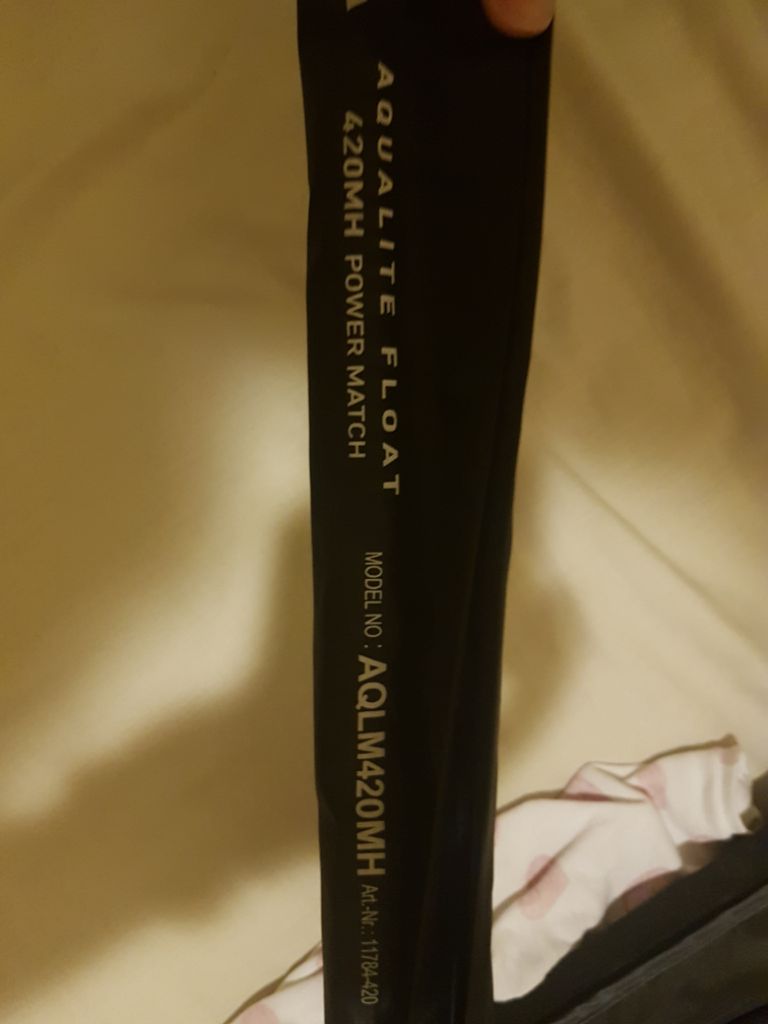 AQUALITE FLOAT
420MH POWER MATCH
MODEL NO : AQLM420MH Art.-Nr.: 11784-420